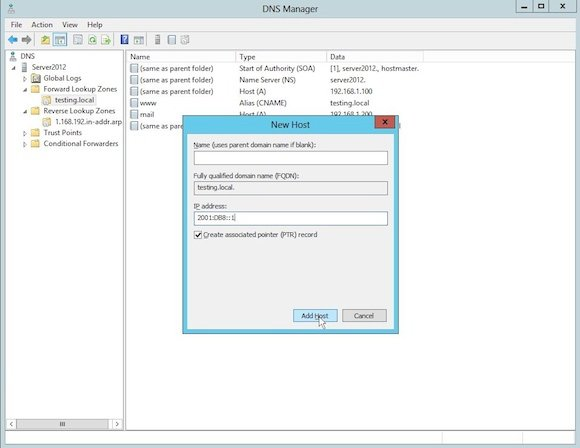 DNS Manager
File Action View Help
DNS
Server2012
Global Logs
Forward Lookup Zones
testing.local
Reverse Lookup Zones
1.168.192.in-addr.arp
Trust Points
Conditional Forwarders
Name Type Data
(same as parent folder) Start of Authority (SOA) [1], server2012., hostmaster.
(same as parent folder) Name Server (NS) server2012.
(same as parent folder) Host (A) 192.168.1.100
www Alias (CNAME) testing.local
mail Host (A) 192.168.1.200
(same as
New Host
Name (uses parent domain name if blank):
Fully qualified domain name (FQDN):
testing.local.
IP address:
2001:DB8::1
Create associated pointer (PTR) record
Add Host Cancel